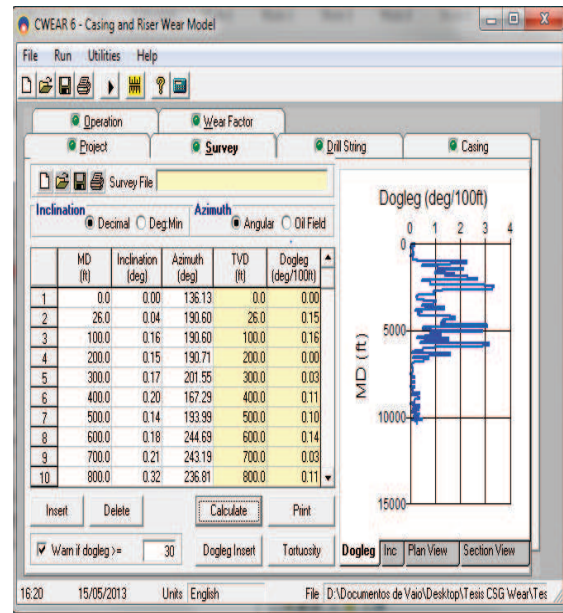 CWEAR 6 - Casing and Riser Wear Model
File Run Utilities Help
Operation Wear Factor
Project Survey Drill String Casing
Survey File
Inclination Azimuth
Decimal Deg:Min Angular Oil Field
MD (ft) Inclination (deg) Azimuth (deg) TVD (ft) Dogleg (deg/100ft)
1 0.0 0.00 136.13 0.0 0.00
2 26.0 0.04 190.60 26.0 0.15
3 100.0 0.16 190.60 100.0 0.16
4 200.0 0.15 190.71 200.0 0.00
5 300.0 0.17 201.55 300.0 0.03
6 400.0 0.20 167.29 400.0 0.11
7 500.0 0.14 193.99 500.0 0.10
8 600.0 0.18 244.69 600.0 0.14
9 700.0 0.21 243.19 700.0 0.03
10 800.0 0.32 236.81 800.0 0.11
Insert Delete Calculate Print
Warn if dogleg >= 30 Dogleg Insert Tortuosity
Dogleg (deg/100ft)
0 1 2 3 4
0
5000
10000
15000
MD (ft)
Dogleg Inc Plan View Section View
16:20 15/05/2013 Units English File D:\Documentos de Vaio\Desktop\Tesis CSG Wear\Tes